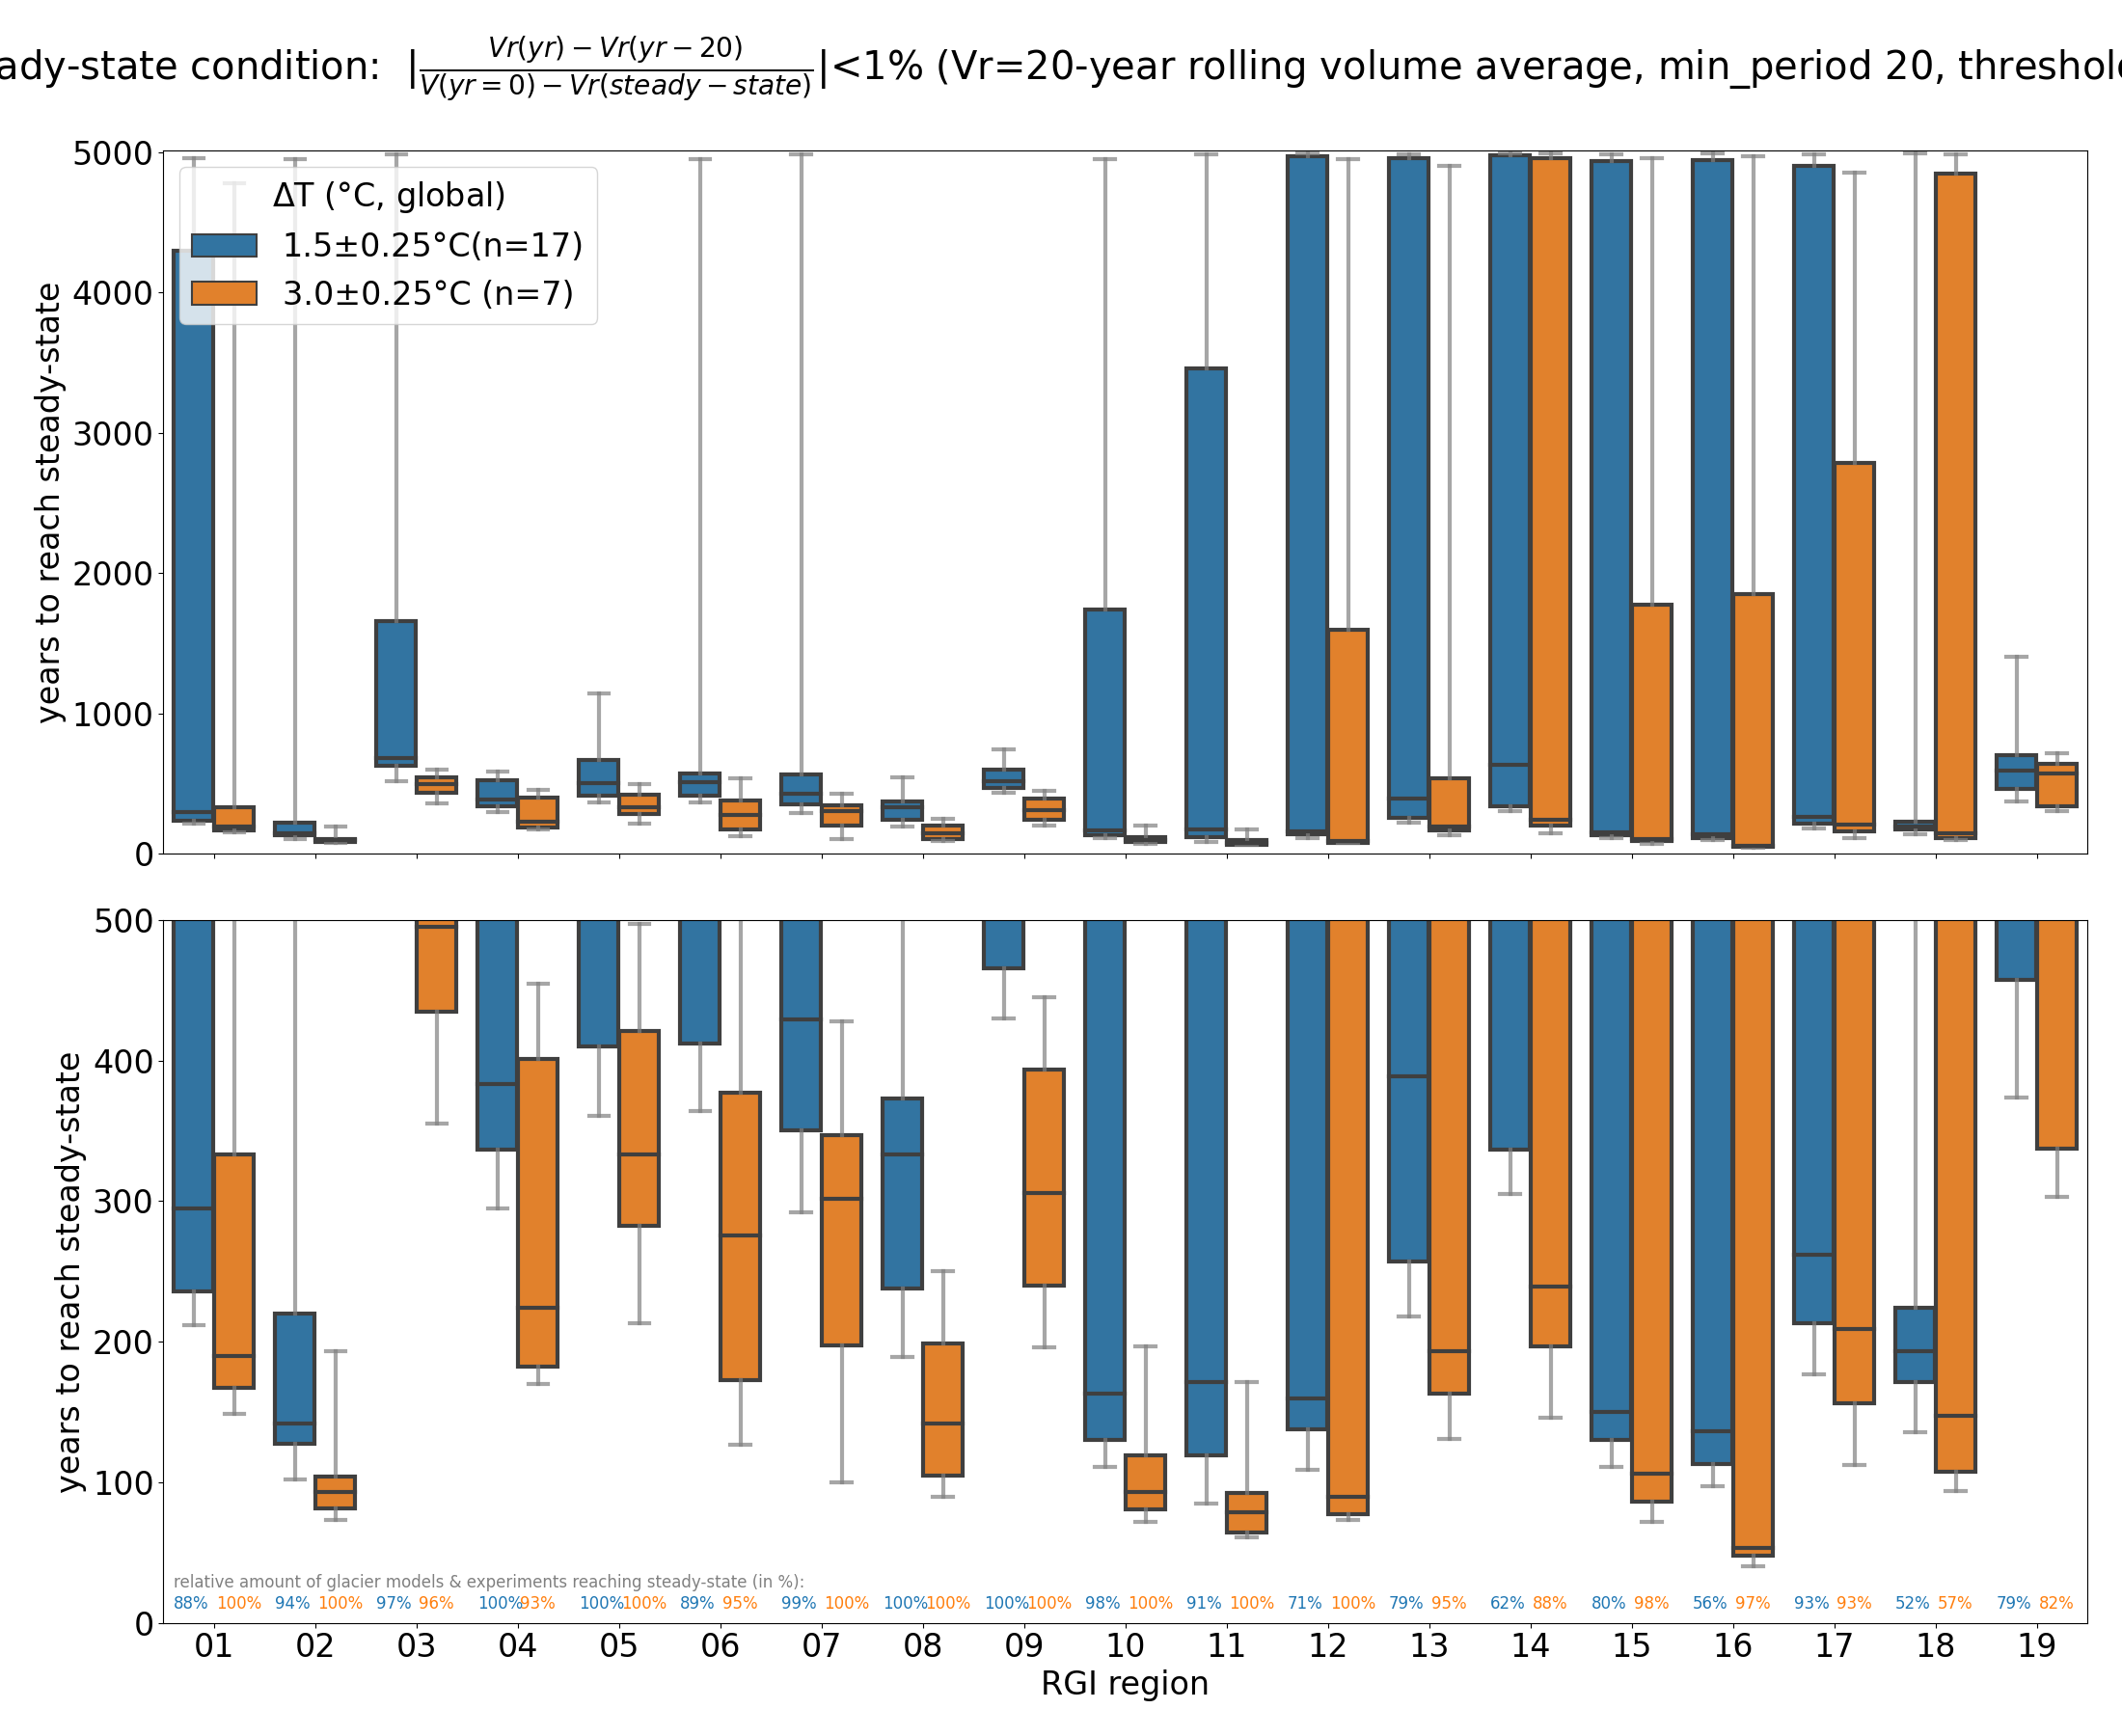 ady-state condition: |Vr(yr) − Vr(yr − 20) / V(yr = 0) − Vr(steady − state)|<1% (Vr=20-year rolling volume average, min_period 20, threshol
5000
4000
3000
2000
1000
0
years to reach steady-state
ΔT (°C, global)
1.5±0.25°C(n=17)
3.0±0.25°C (n=7)
500
400
300
200
100
0
years to reach steady-state
relative amount of glacier models & experiments reaching steady-state (in %):
88% 100% 94% 100% 97% 96% 100% 93% 100% 100% 89% 95% 99% 100% 100% 100% 100% 100% 98% 100% 91% 100% 71% 100% 79% 95% 62% 88% 80% 98% 56% 97% 93% 93% 52% 57% 79% 82%
01 02 03 04 05 06 07 08 09 10 11 12 13 14 15 16 17 18 19
RGI region